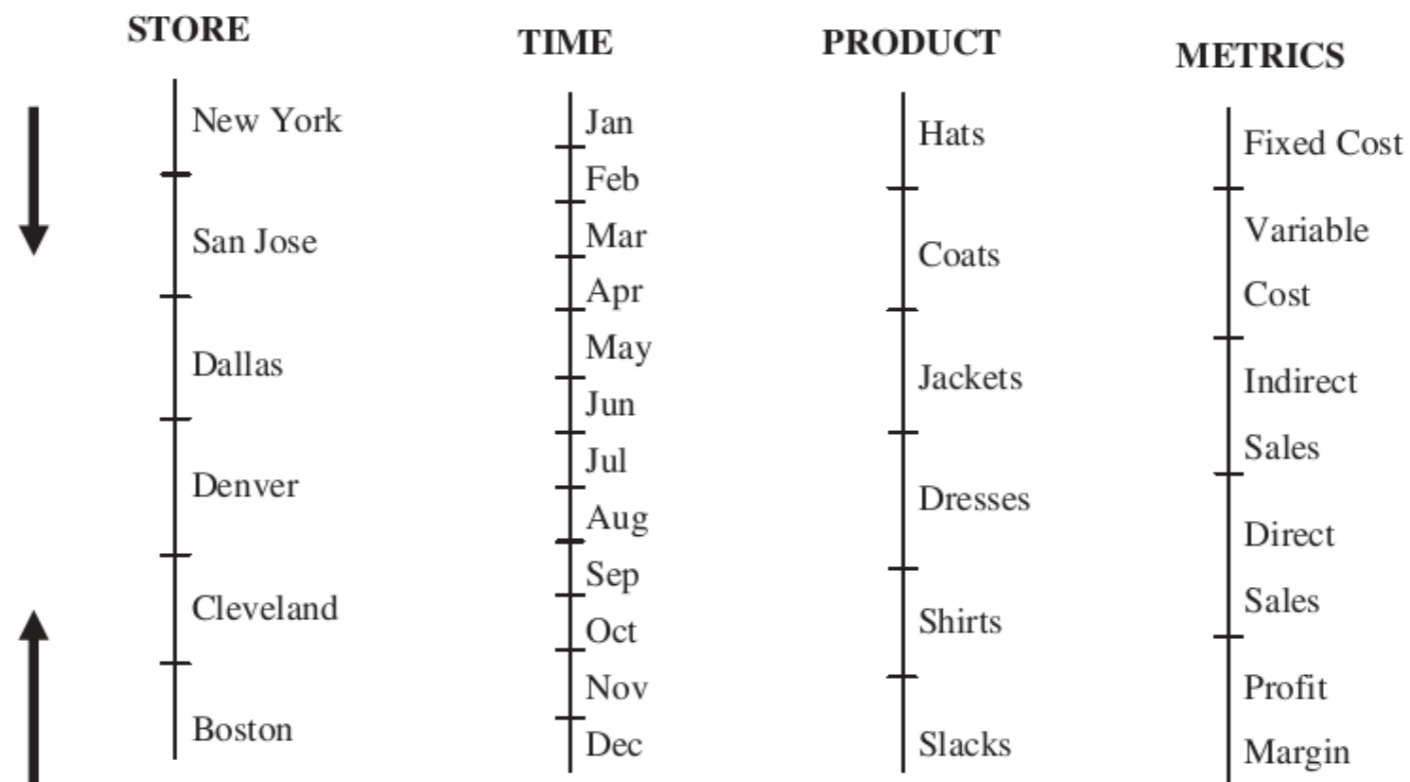 STORE
New York
San Jose
Dallas
Denver
Cleveland
Boston
TIME
Jan
Feb
Mar
Apr
May
Jun
Jul
Aug
Sep
Oct
Nov
Dec
PRODUCT
Hats
Coats
Jackets
Dresses
Shirts
Slacks
METRICS
Fixed Cost
Variable
Cost
Indirect
Sales
Direct
Sales
Profit
Margin